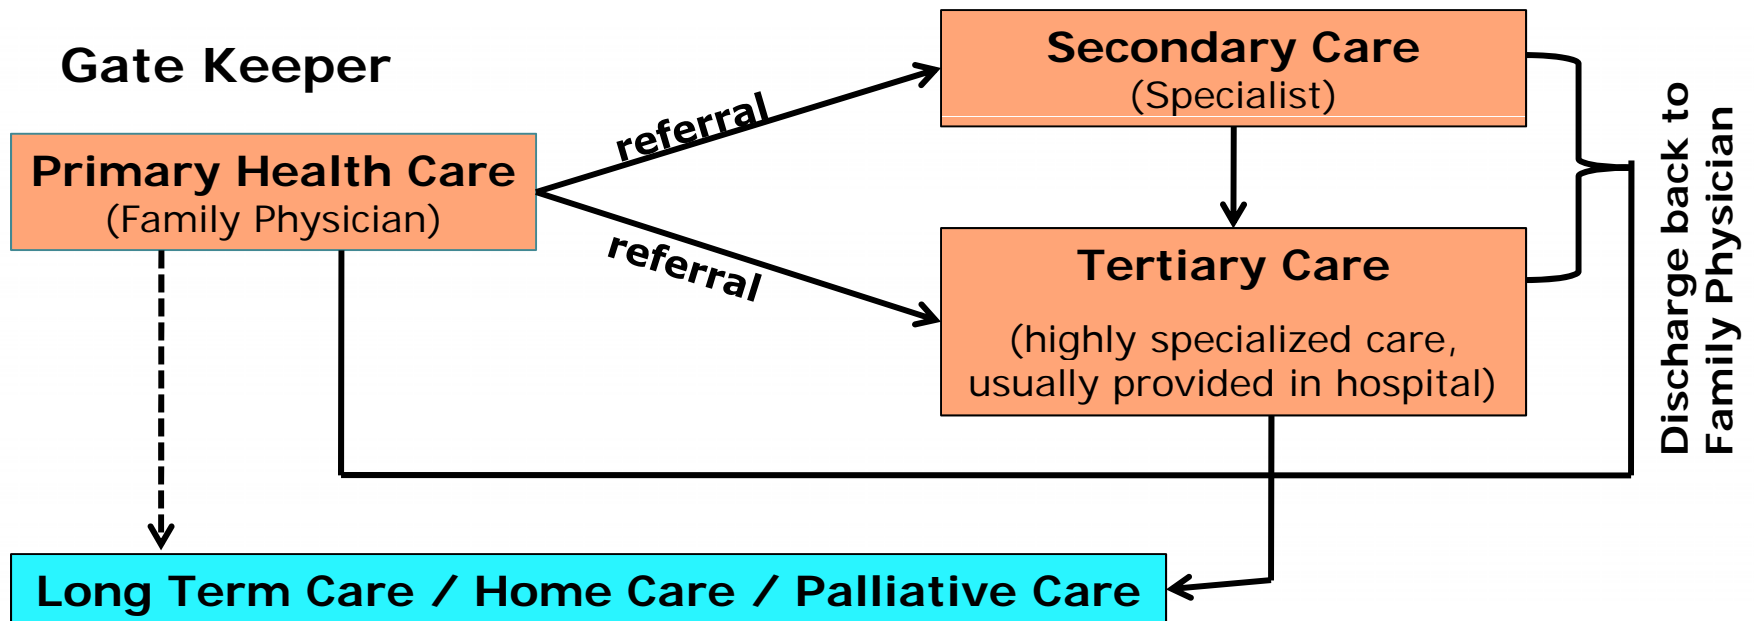 Gate Keeper
Primary Health Care
(Family Physician)
referral
referral
Secondary Care
(Specialist)
Tertiary Care
(highly specialized care,
usually provided in hospital)
Discharge back to
Family Physician
Long Term Care / Home Care / Palliative Care